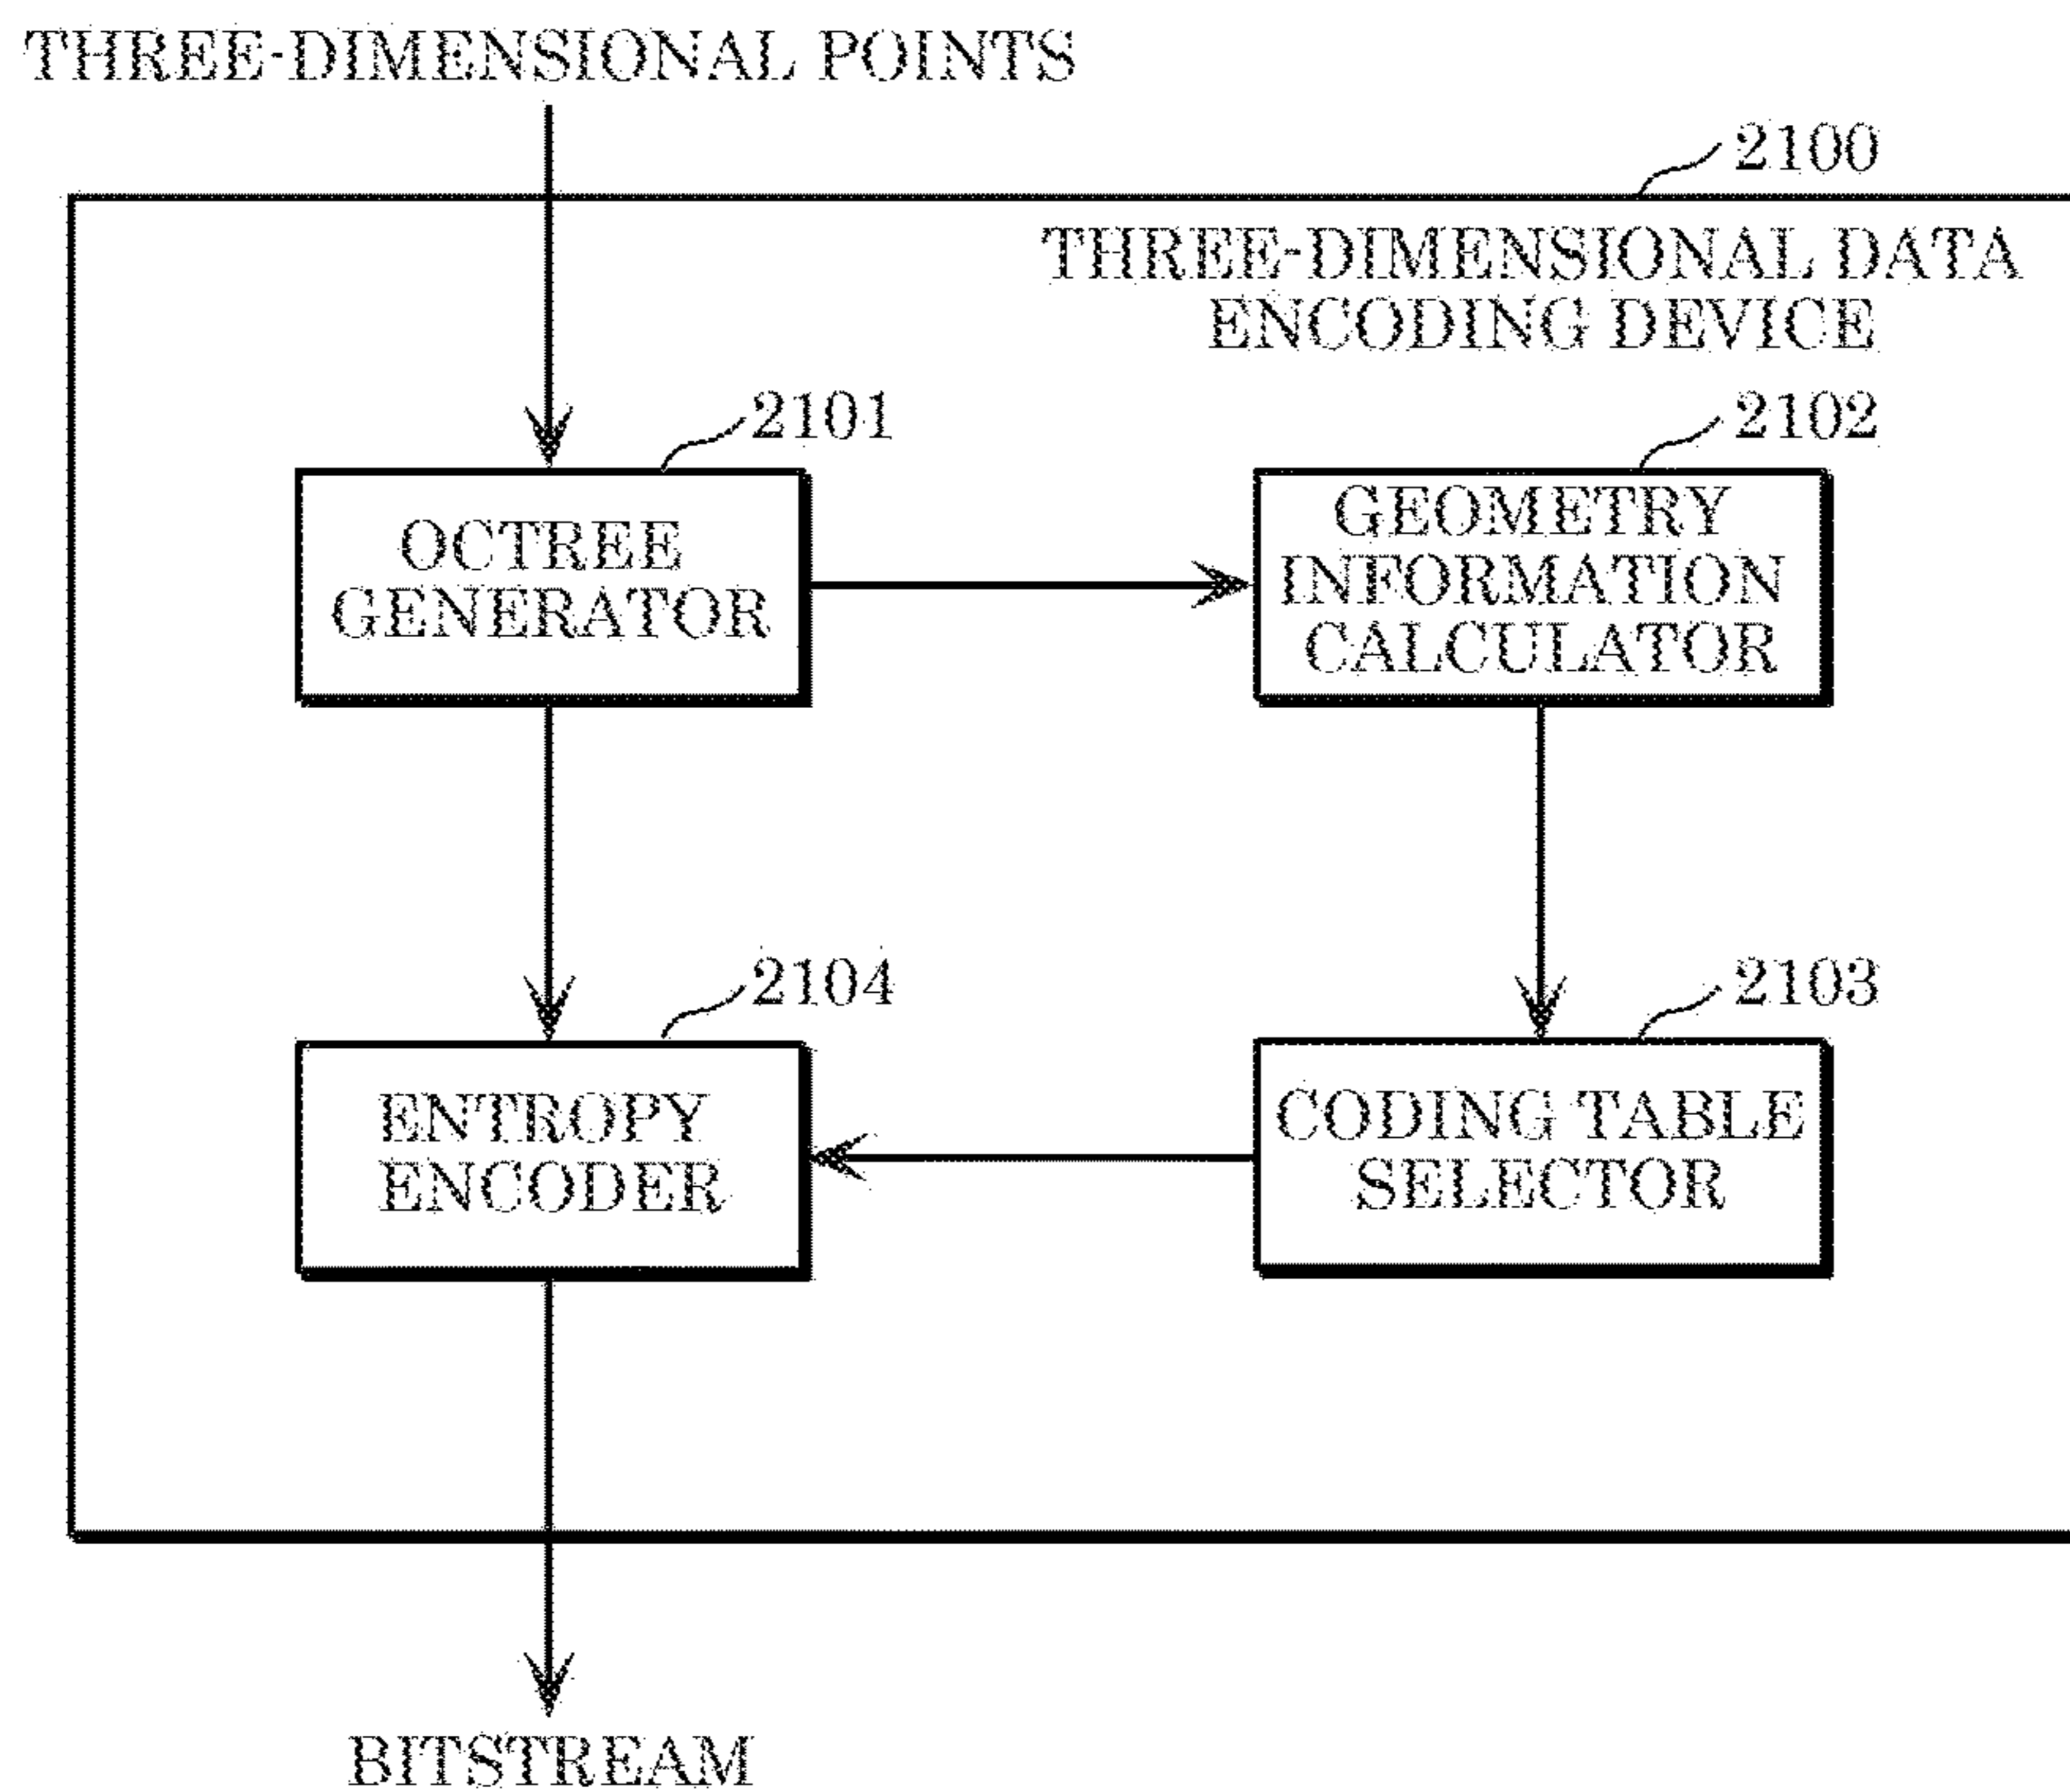 THREE-DIMENSIONAL POINTS
2100
THREE-DIMENSIONAL DATA
ENCODING DEVICE
2101
2102
OCTREE
GENERATOR
GEOMETRY
INFORMATION
CALCULATOR
2104
2103
ENTROPY
ENCODER
CODING TABLE
SELECTOR
BITSTREAM